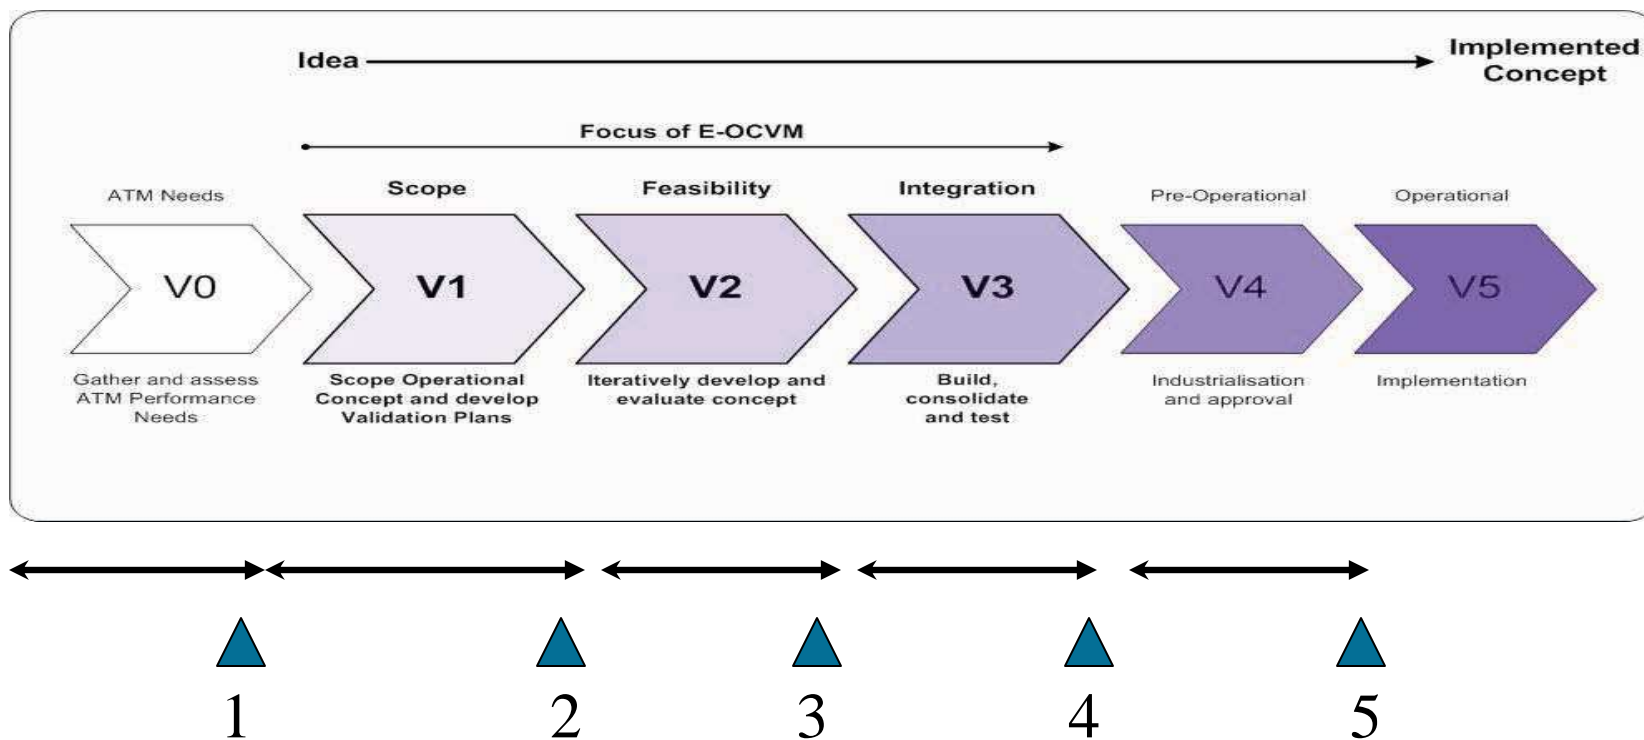 Idea
Implemented
Concept
Focus of E-OCVM
ATM Needs
Scope
Feasibility
Integration
Pre-Operational
Operational
V0
V1
V2
V3
V4
V5
Gather and assess
ATM Performance
Needs
Scope Operational
Concept and develop
Validation Plans
Iteratively develop and
evaluate concept
Build,
consolidate
and test
Industrialisation
and approval
Implementation
1
2
3
4
5